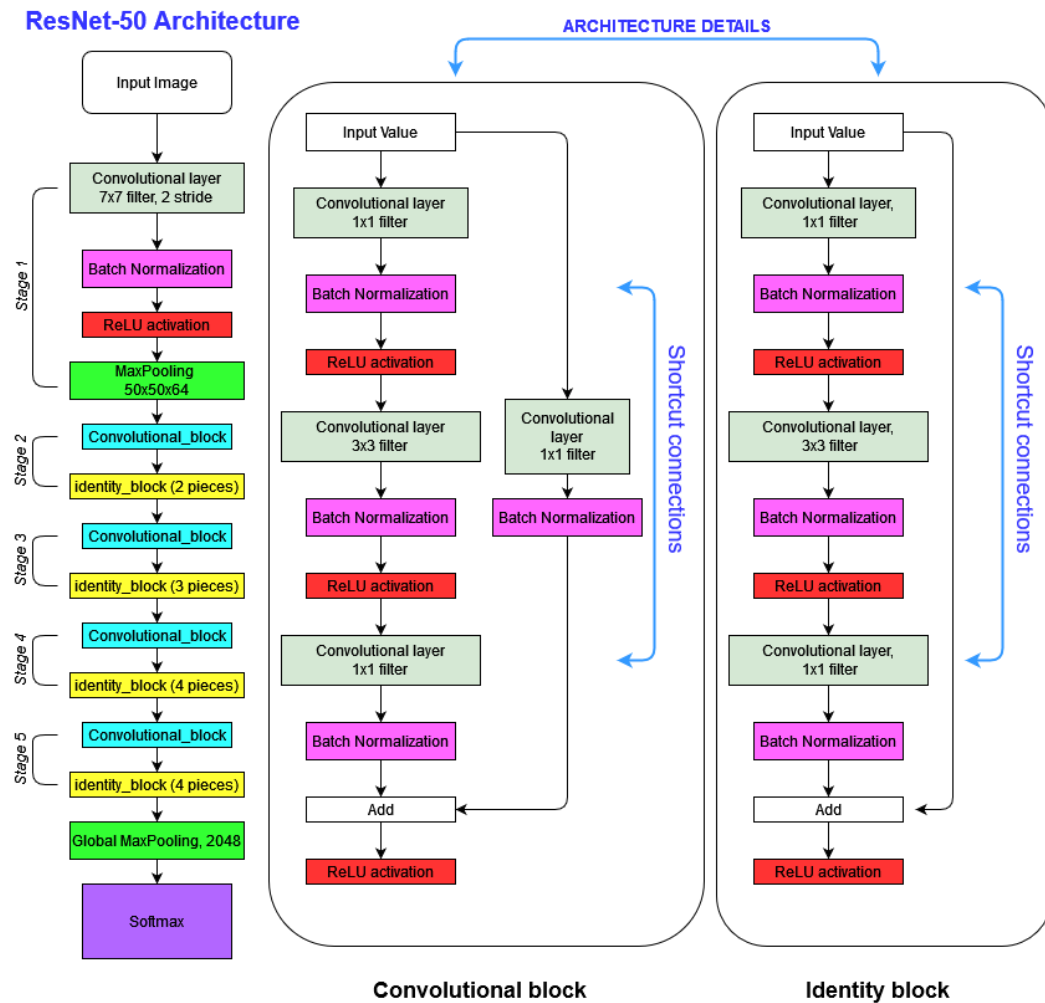 ResNet-50 Architecture
ARCHITECTURE DETAILS
Input Image
Convolutional layer
7x7 filter, 2 stride
Batch Normalization
ReLU activation
MaxPooling
50x50x64
Stage 1
Convolutional_block
identity_block (2 pieces)
Stage 2
Convolutional_block
identity_block (3 pieces)
Stage 3
Convolutional_block
identity_block (4 pieces)
Stage 4
Convolutional_block
identity_block (4 pieces)
Stage 5
Global MaxPooling, 2048
Softmax
Input Value
Convolutional layer
1x1 filter
Batch Normalization
ReLU activation
Convolutional layer
3x3 filter
Batch Normalization
ReLU activation
Convolutional layer
1x1 filter
Batch Normalization
Add
ReLU activation
Convolutional
layer
1x1 filter
Batch Normalization
Shortcut connections
Convolutional block
Input Value
Convolutional layer,
1x1 filter
Batch Normalization
ReLU activation
Convolutional layer,
3x3 filter
Batch Normalization
ReLU activation
Convolutional layer,
1x1 filter
Batch Normalization
Add
ReLU activation
Shortcut connections
Identity block